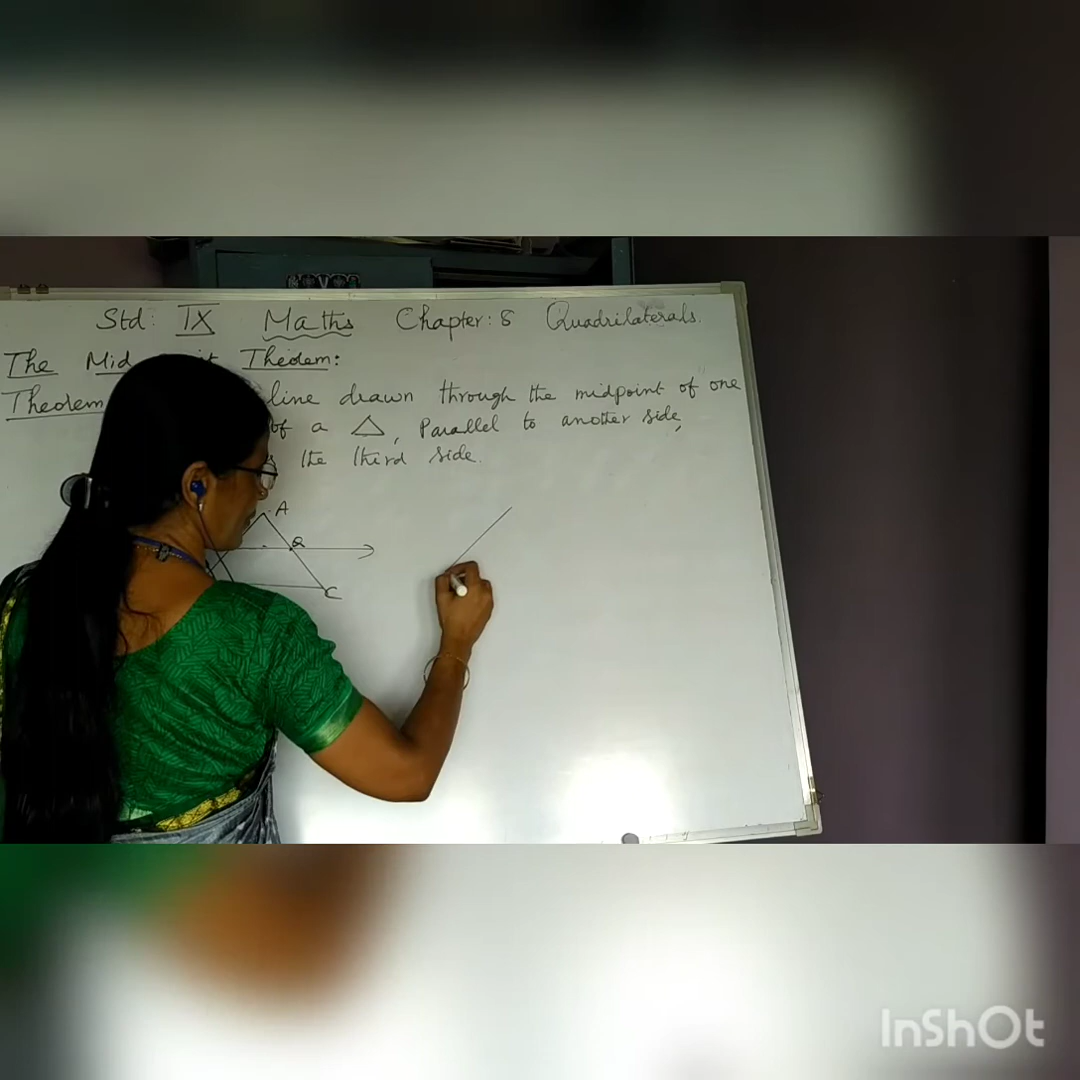 Std: IX Maths Chapter: 8 Quadrilaterals.
The Mid Theorem:
Theorem line drawn through the midpoint of one
of a △, Parallel to another side,
the third side.
A
Q
C
InShOt